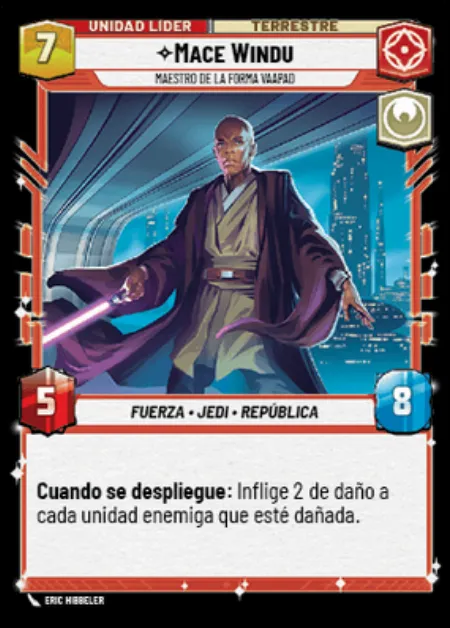 UNIDAD LÍDER
TERRESTRE
7
MACE WINDU
MAESTRO DE LA FORMA VAAPAD
5
FUERZA • JEDI • REPÚBLICA
8
Cuando se despliegue: Inflige 2 de daño a
cada unidad enemiga que esté dañada.
ERIC HIBBELER